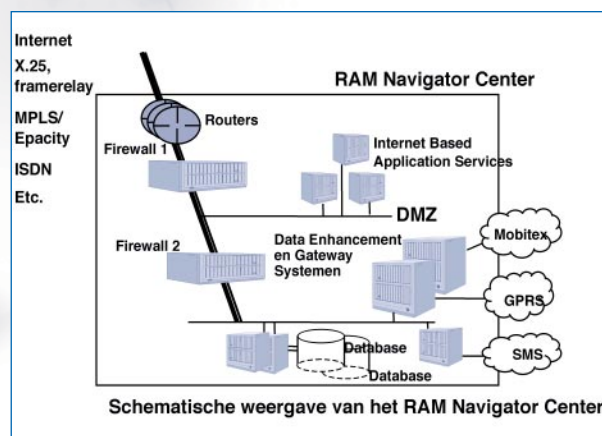 Internet
X.25,
framerelay
MPLS/
Epacity
ISDN
Etc.
RAM Navigator Center
Routers
Firewall 1
Internet Based
Application Services
DMZ
Firewall 2
Data Enhancement
en Gateway
Systemen
Mobitex
GPRS
SMS
Database
Database
Schematische weergave van het RAM Navigator Center